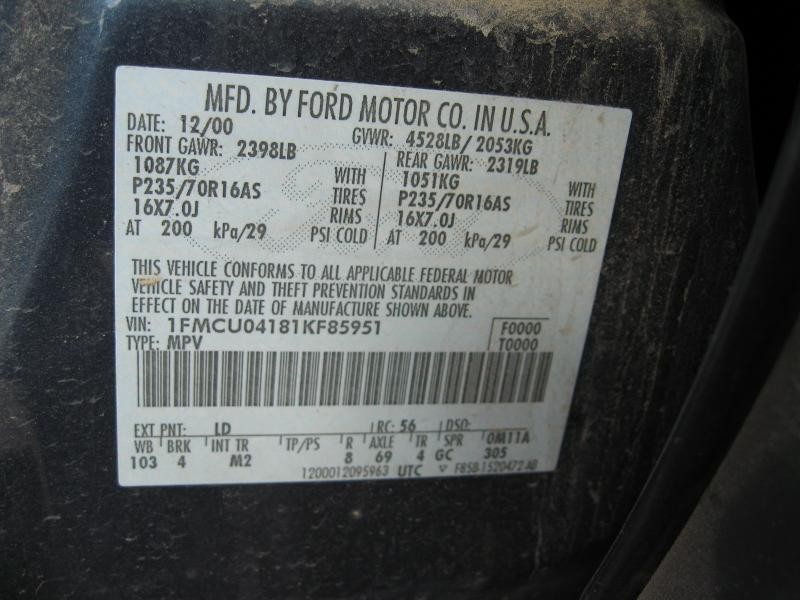 MFD. BY FORD MOTOR CO. IN U.S.A.
DATE: 12/00 GVWR: 4528LB/ 2053KG
FRONT GAWR: 2398LB REAR GAWR: 2319LB
1087KG WITH 1051KG WITH
P235/70R16AS TIRES P235/70R16AS TIRES
16X7.0J RIMS 16X7.0J RIMS
AT 200 kPa/29 PSI COLD AT 200 kPa/29 PSI COLD
THIS VEHICLE CONFORMS TO ALL APPLICABLE FEDERAL MOTOR
VEHICLE SAFETY AND THEFT PREVENTION STANDARDS IN
EFFECT ON THE DATE OF MANUFACTURE SHOWN ABOVE.
VIN: 1FMCU04181KF85951 F0000
TYPE: MPV T0000
EXT PNT: LD RC: 56 DSO:
WB BRK INT TR TP/PS R AXLE TR SPR 0M11A
103 4 M2 8 69 4 GC 305
1200012095963 UTC F85B-1520472-AB